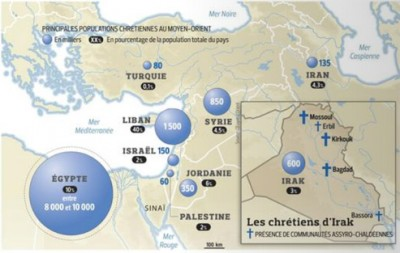 PRINCIPALES POPULATIONS CHRÉTIENNES AU MOYEN-ORIENT
En milliers
X% En pourcentage de la population totale du pays
Mer Noire
Mer
Caspienne
80
TURQUIE
0,1%
135
IRAN
Mer
Méditerranée
LIBAN
40%
1500
850
SYRIE
4,5%
ISRAËL 150
2%
60
JORDANIE
6%
350
PALESTINE
2%
ÉGYPTE
10%
entre
8 000 et 10 000
SINAÏ
Mer
Rouge
100 km
Mossoul
Erbil
Kirkouk
Bagdad
600
IRAK
3%
Bassora
Les chrétiens d'Irak
PRÉSENCE DE COMMUNAUTÉS ASSYRO-CHALDÉENNES